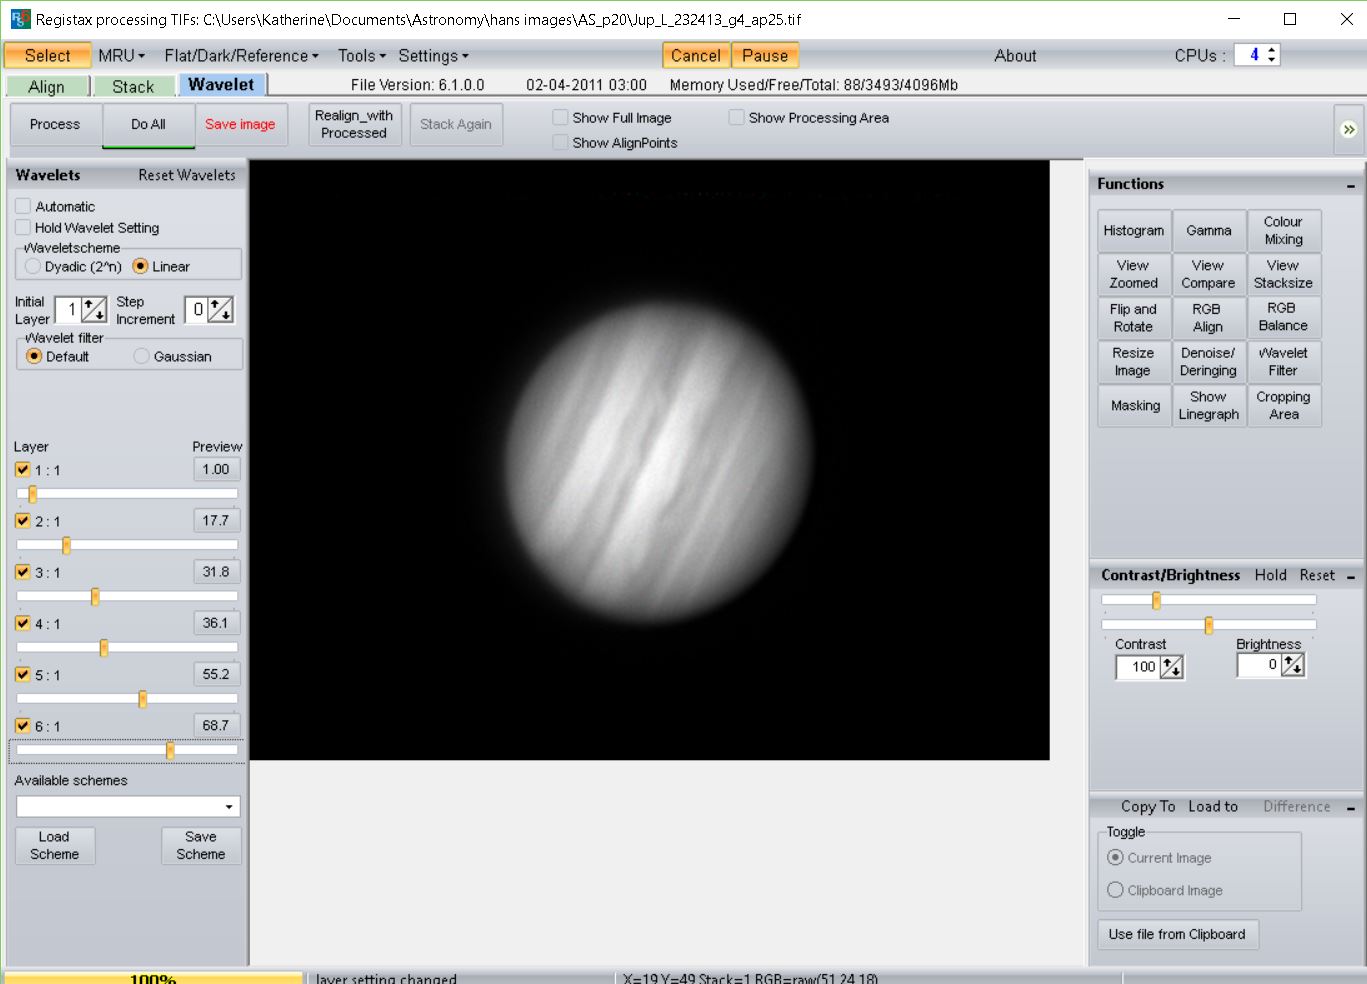 Registax processing TIFs: C:\Users\Katherine\Documents\Astronomy\hans images\AS_p20\Jup_L_232413_g4_ap25.tif
Select MRU Flat/Dark/Reference Tools Settings Cancel Pause About CPUs : 4
Align Stack Wavelet File Version: 6.1.0.0 02-04-2011 03:00 Memory Used/Free/Total: 88/3493/4096Mb
Process Do All Save image Realign_with Processed Stack Again
Show Full Image Show Processing Area
Show AlignPoints
Wavelets Reset Wavelets
Automatic
Hold Wavelet Setting
Waveletscheme
Dyadic (2^n) Linear
Initial Layer 1 Step Increment 0
Wavelet filter
Default Gaussian
Layer Preview
1 : 1 1.00
2 : 1 17.7
3 : 1 31.8
4 : 1 36.1
5 : 1 55.2
6 : 1 68.7
Available schemes
Load Scheme
Save Scheme
Functions
Histogram Gamma Colour Mixing
View Zoomed View Compare View Stacksize
Flip and Rotate RGB Align RGB Balance
Resize Image Denoise/ Deringing Wavelet Filter
Masking Show Linegraph Cropping Area
Contrast/Brightness Hold Reset
Contrast Brightness
100 0
Copy To Load to Difference
Toggle
Current Image
Clipboard Image
Use file from Clipboard
100% layer setting changed X=19 Y=49 Stack=1 RGB=raw(51,24,18)